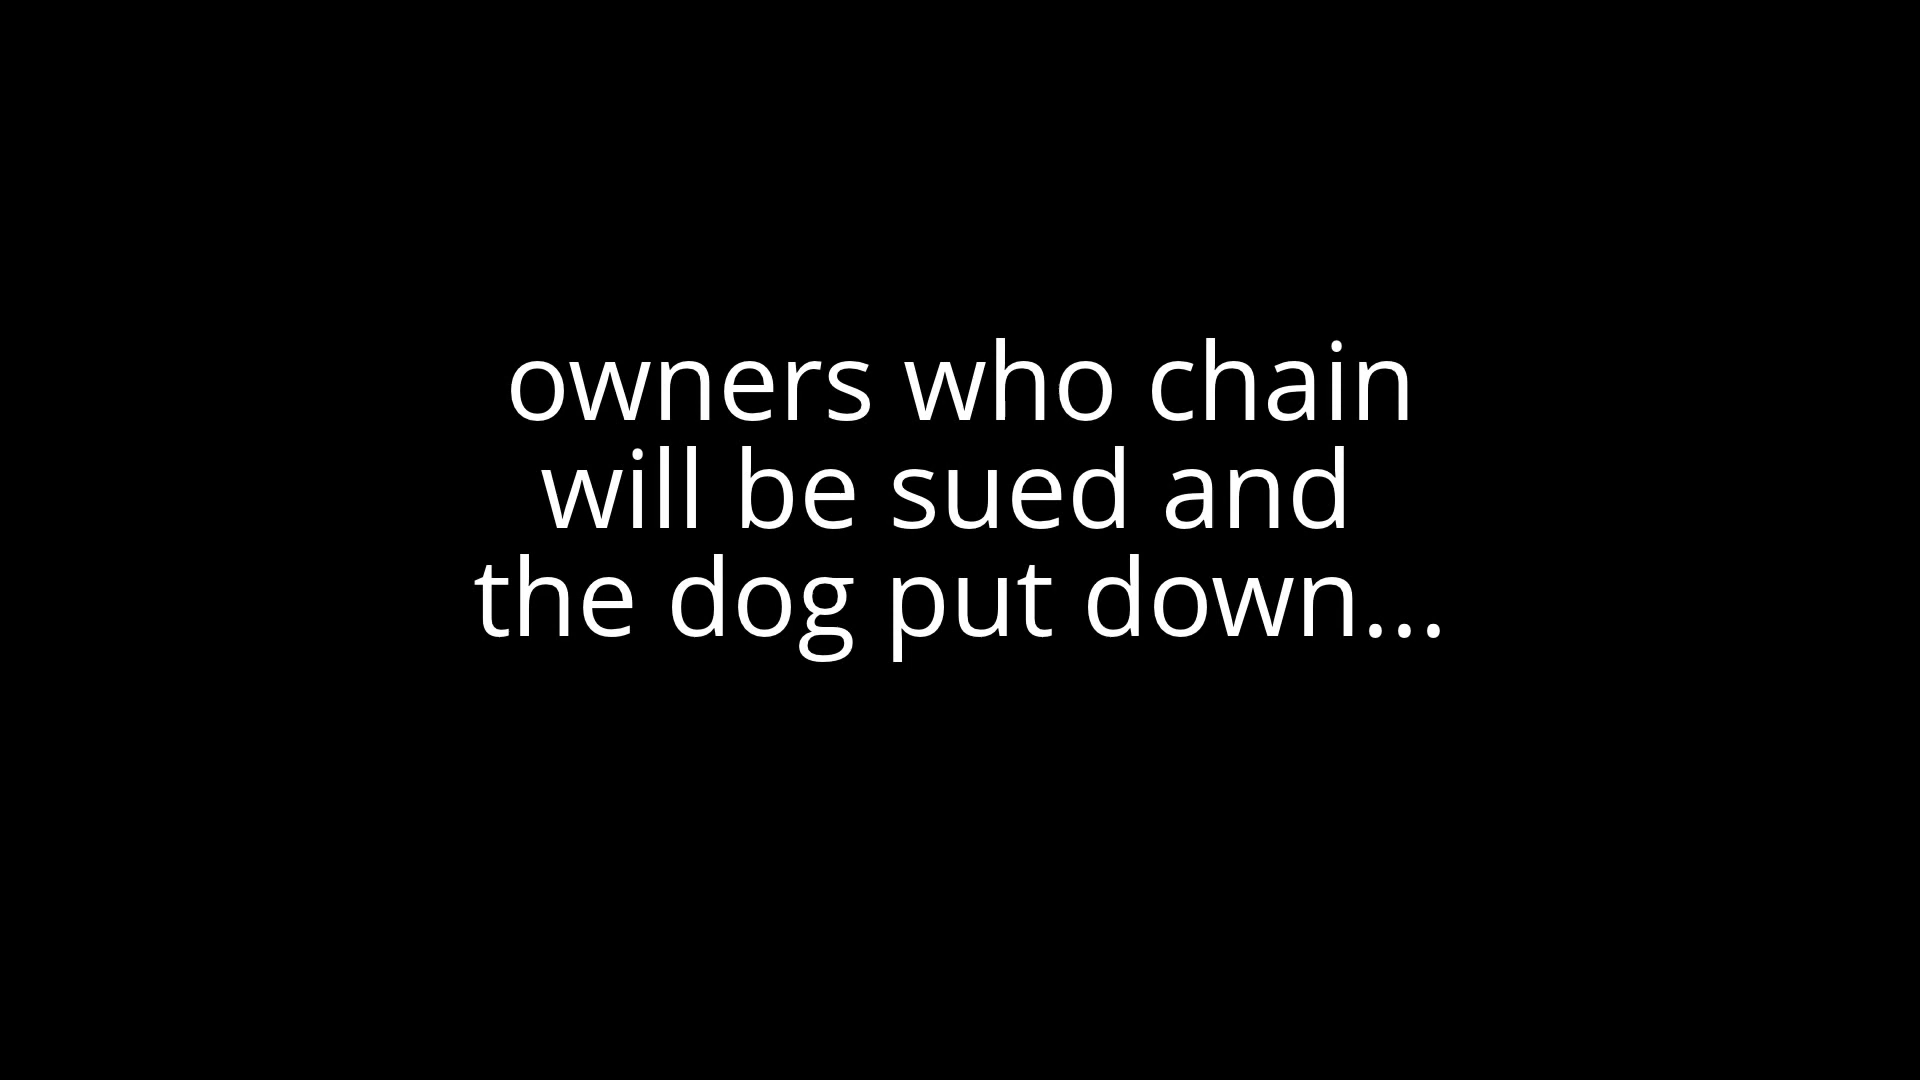 owners who chain
will be sued and
the dog put down...